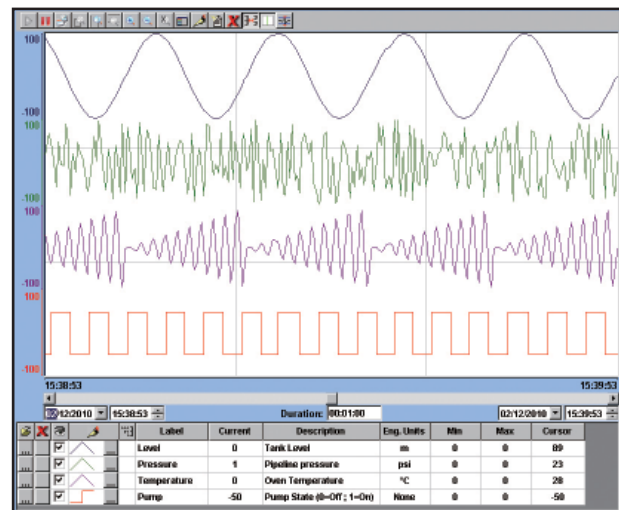 100
-100
100
-100
100
-100
100
-100
15:38:53 15:39:53
/12/2010 15:38:53 Duration: 00:01:00 02/12/2010 15:39:53
Label Current Description Eng. Units Min Max Cursor
Level 0 Tank Level m 0 0 89
Pressure 1 Pipeline pressure psi 0 0 23
Temperature 0 Oven Temperature °C 0 0 28
Pump -50 Pump State (0=Off ; 1=On) None 0 0 -50